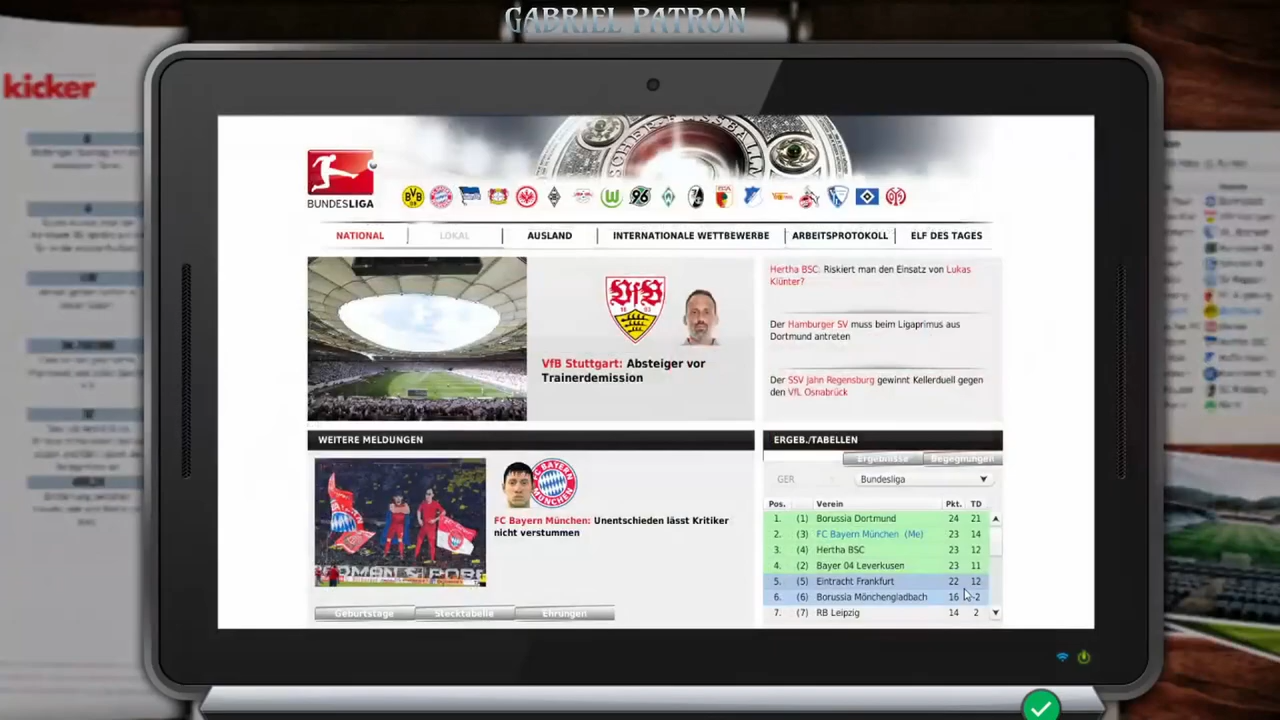 GABRIEL PATRON
kicker
BUNDESLIGA
NATIONAL
LOKAL
AUSLAND
INTERNATIONALE WETTBEWERBE
ARBEITSPROTOKOLL
ELF DES TAGES
VfB Stuttgart: Absteiger vor
Trainerdemission
Hertha BSC: Riskiert man den Einsatz von Lukas
Klünter?
Der Hamburger SV muss beim Ligaprimus aus
Dortmund antreten
Der SSV Jahn Regensburg gewinnt Kellerduell gegen
den VfL Osnabrück
WEITERE MELDUNGEN
FC Bayern München: Unentschieden lässt Kritiker
nicht verstummen
Geburtstage
Stecktabelle
Ehrungen
ERGEB./TABELLEN
Ergebnisse
Begegnungen
GER
Bundesliga
Pos. Verein Pkt. TD
1. (1) Borussia Dortmund 24 21
2. (3) FC Bayern München (Me) 23 14
3. (4) Hertha BSC 23 12
4. (2) Bayer 04 Leverkusen 23 11
5. (5) Eintracht Frankfurt 22 12
6. (6) Borussia Mönchengladbach 16 -2
7. (7) RB Leipzig 14 2